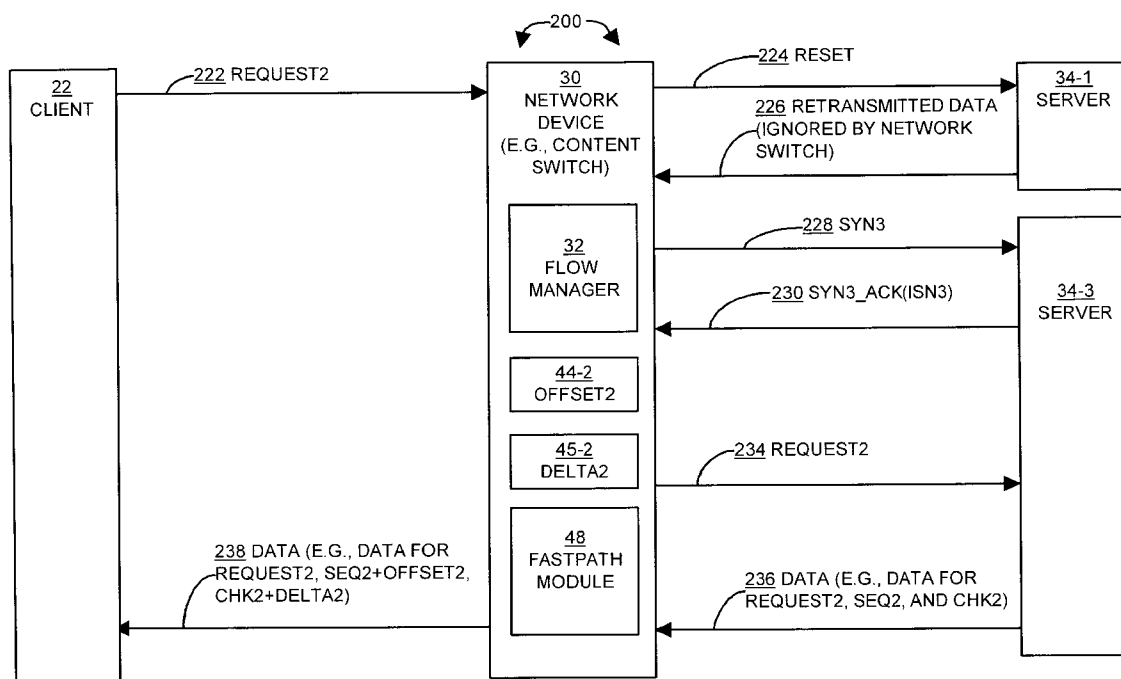 200
22
CLIENT
222 REQUEST2
30
NETWORK
DEVICE
(E.G., CONTENT
SWITCH)
224 RESET
34-1
SERVER
226 RETRANSMITTED DATA
(IGNORED BY NETWORK
SWITCH)
32
FLOW
MANAGER
228 SYN3
34-3
SERVER
230 SYN3_ACK(ISN3)
44-2
OFFSET2
45-2
DELTA2
234 REQUEST2
48
FASTPATH
MODULE
238 DATA (E.G., DATA FOR
REQUEST2, SEQ2+OFFSET2,
CHK2+DELTA2)
236 DATA (E.G., DATA FOR
REQUEST2, SEQ2, AND CHK2)